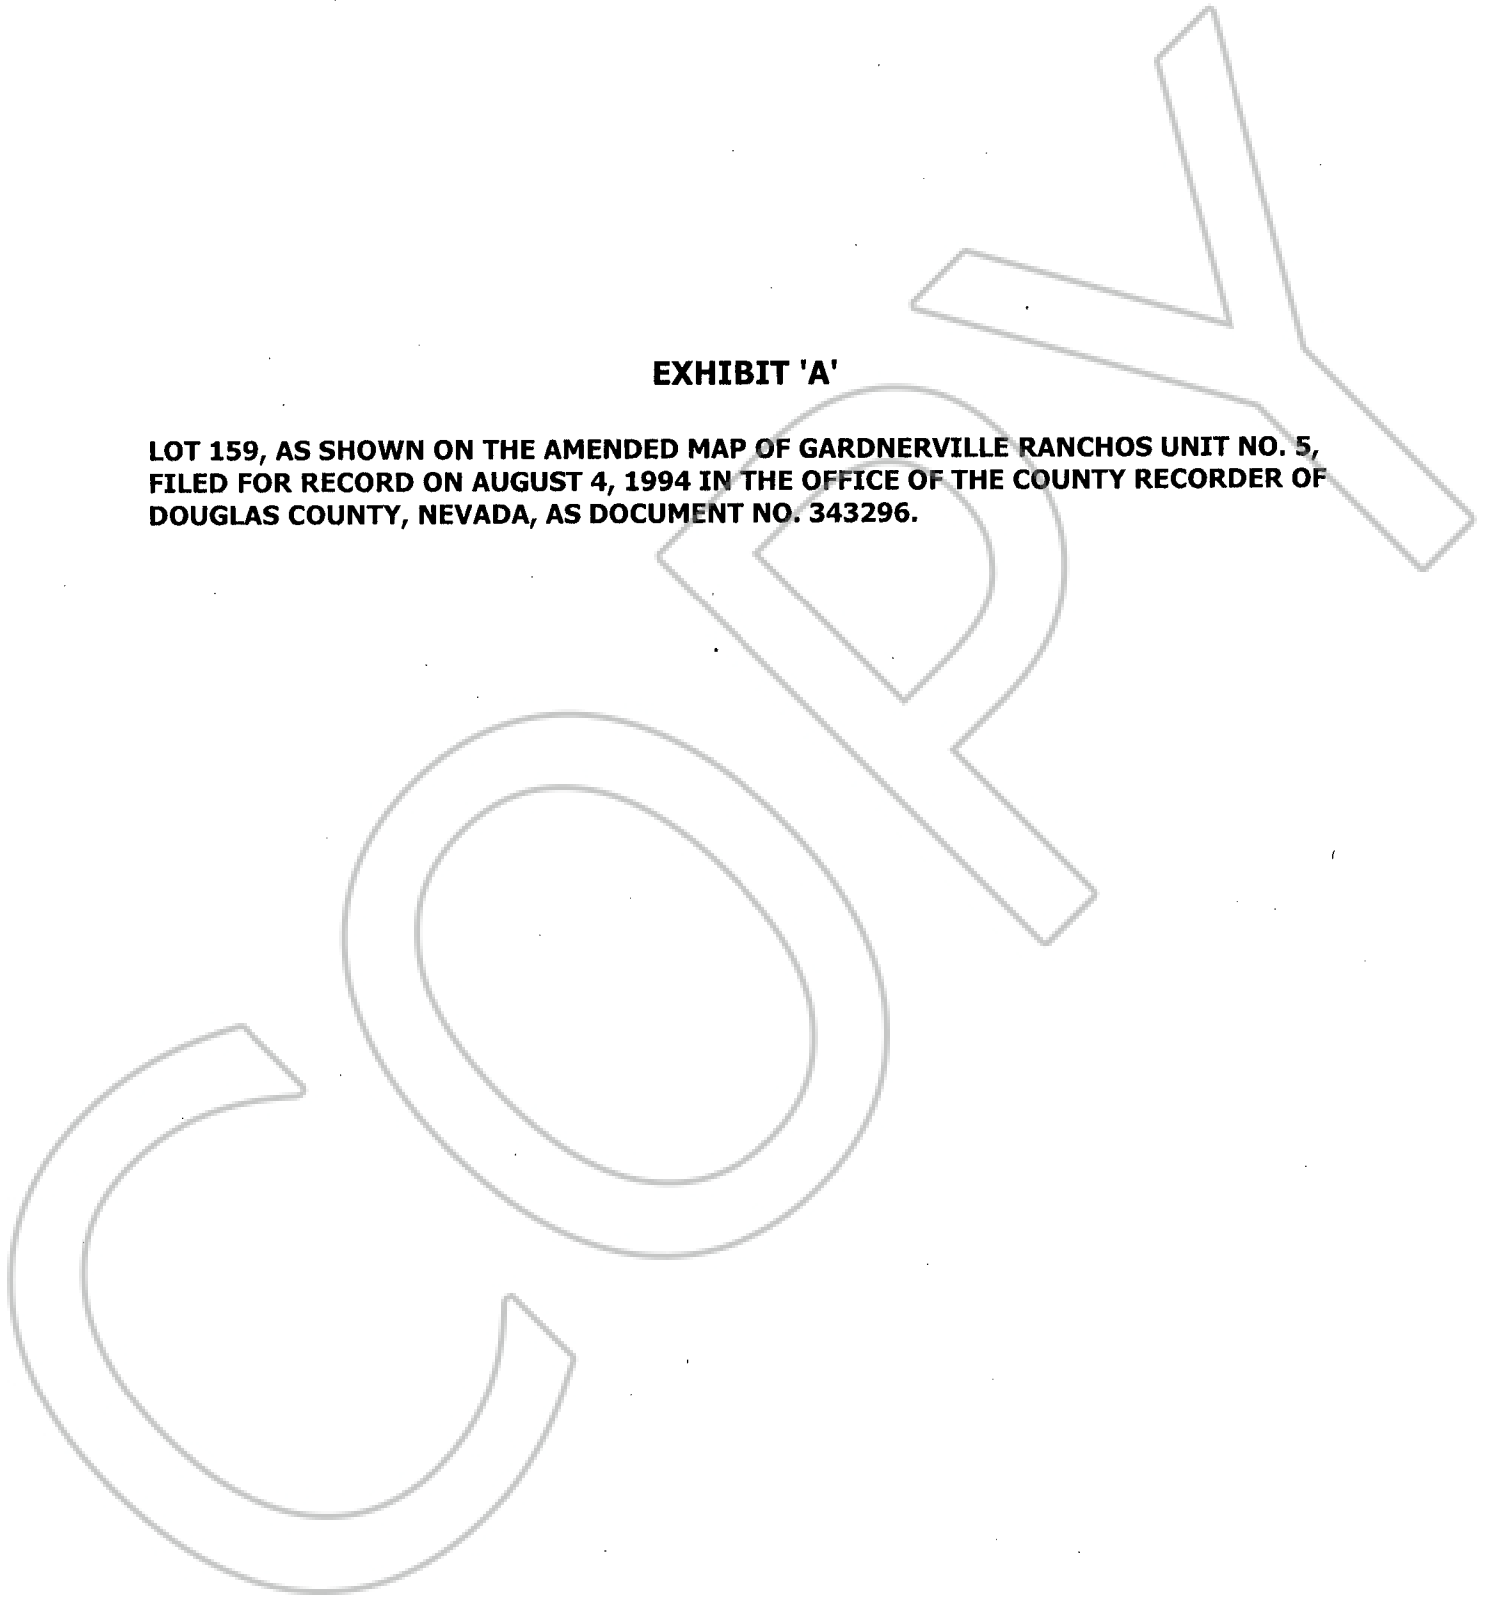 EXHIBIT 'A'
LOT 159, AS SHOWN ON THE AMENDED MAP OF GARDNERVILLE RANCHOS UNIT NO. 5,
FILED FOR RECORD ON AUGUST 4, 1994 IN THE OFFICE OF THE COUNTY RECORDER OF
DOUGLAS COUNTY, NEVADA, AS DOCUMENT NO. 343296.
COPY